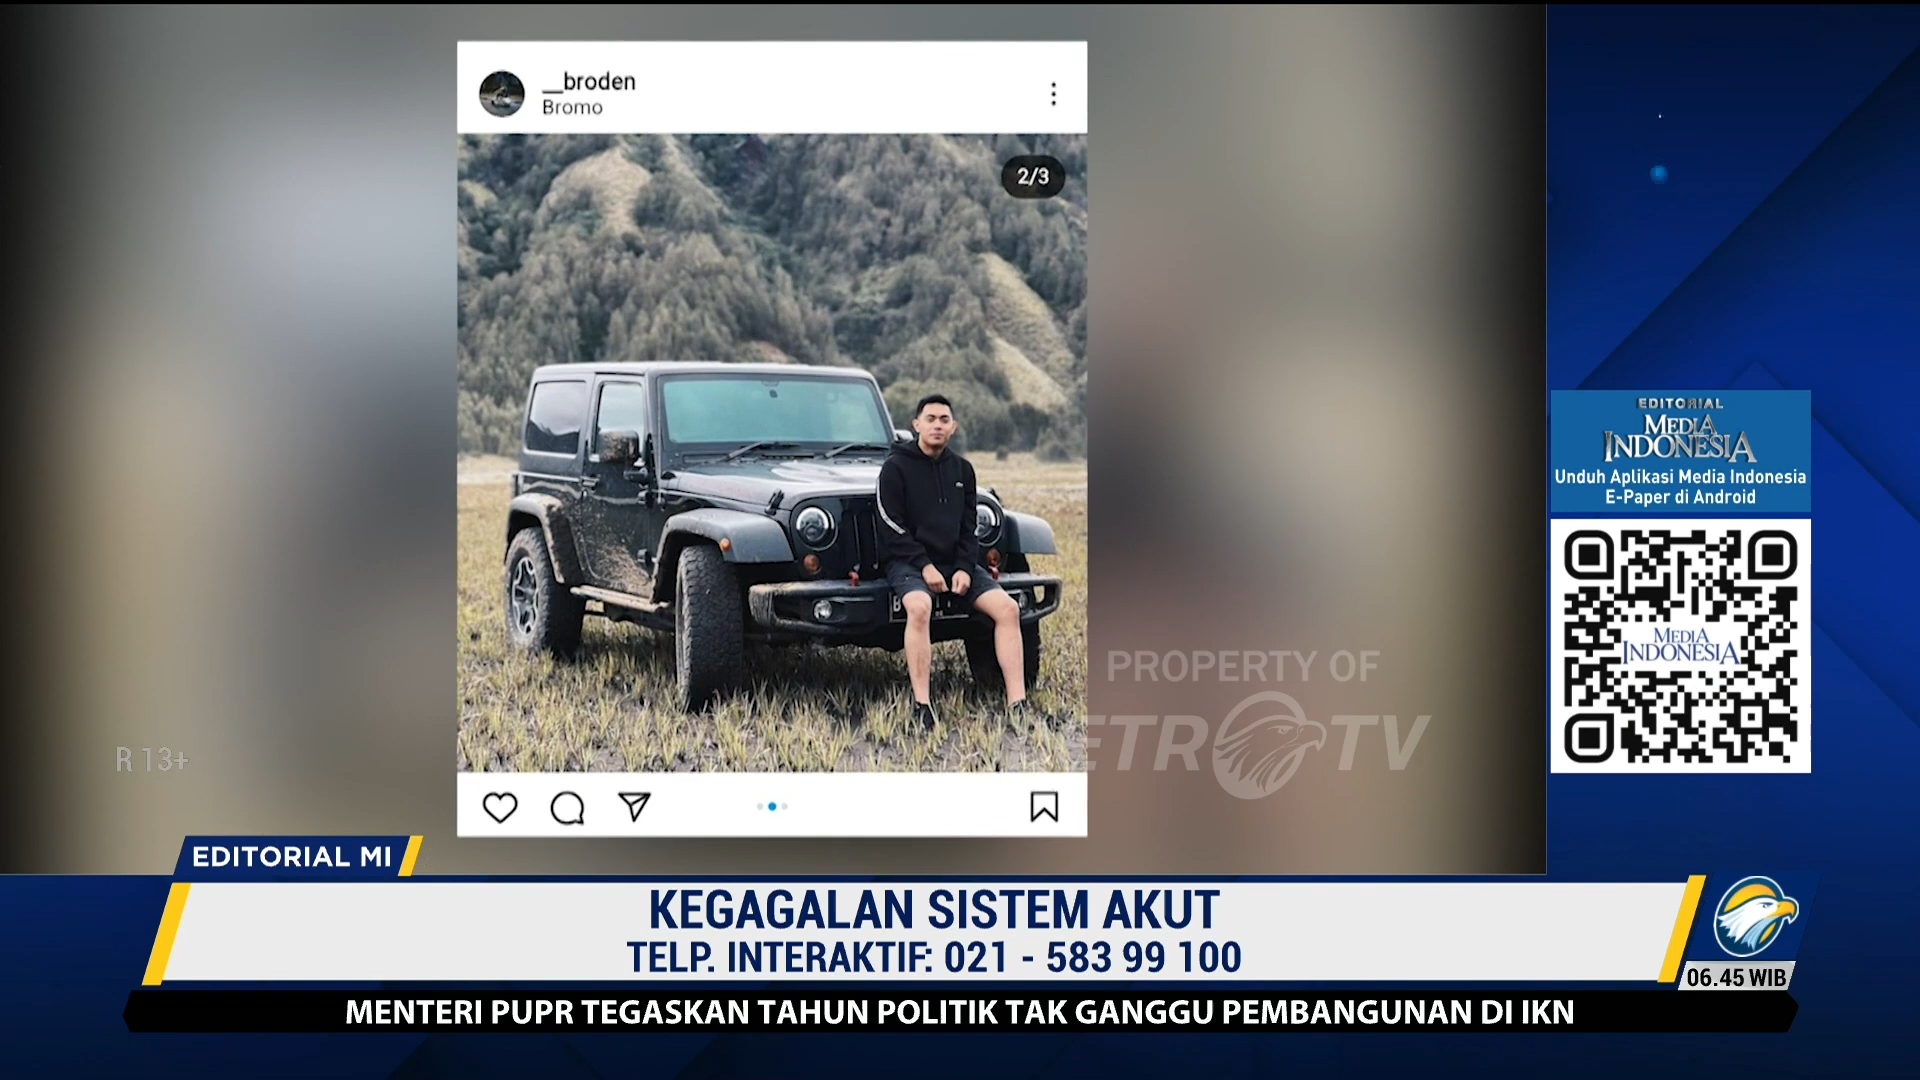 __broden
Bromo
2/3
PROPERTY OF
METRO TV
R 13+
EDITORIAL
MEDIA
INDONESIA
Unduh Aplikasi Media Indonesia
E-Paper di Android
MEDIA
INDONESIA
EDITORIAL MI
KEGAGALAN SISTEM AKUT
TELP. INTERAKTIF: 021 - 583 99 100
06.45 WIB
MENTERI PUPR TEGASKAN TAHUN POLITIK TAK GANGGU PEMBANGUNAN DI IKN